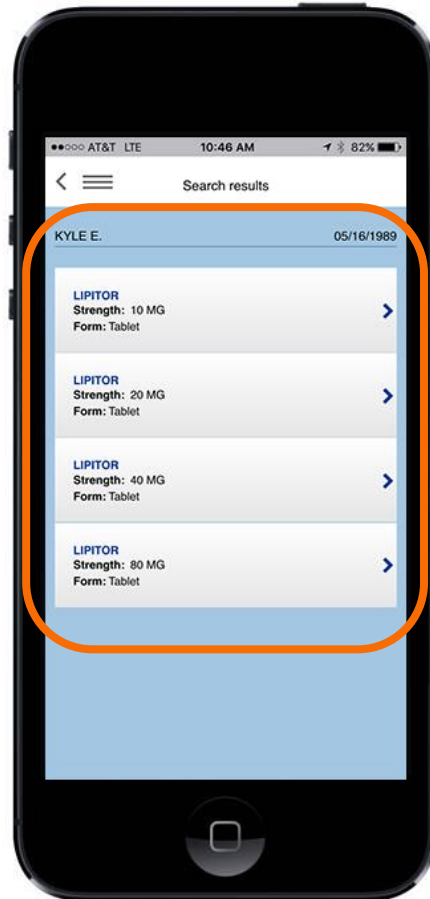 AT&T LTE 10:46 AM 82%
Search results
KYLE E. 05/16/1989
LIPITOR
Strength: 10 MG
Form: Tablet
LIPITOR
Strength: 20 MG
Form: Tablet
LIPITOR
Strength: 40 MG
Form: Tablet
LIPITOR
Strength: 80 MG
Form: Tablet